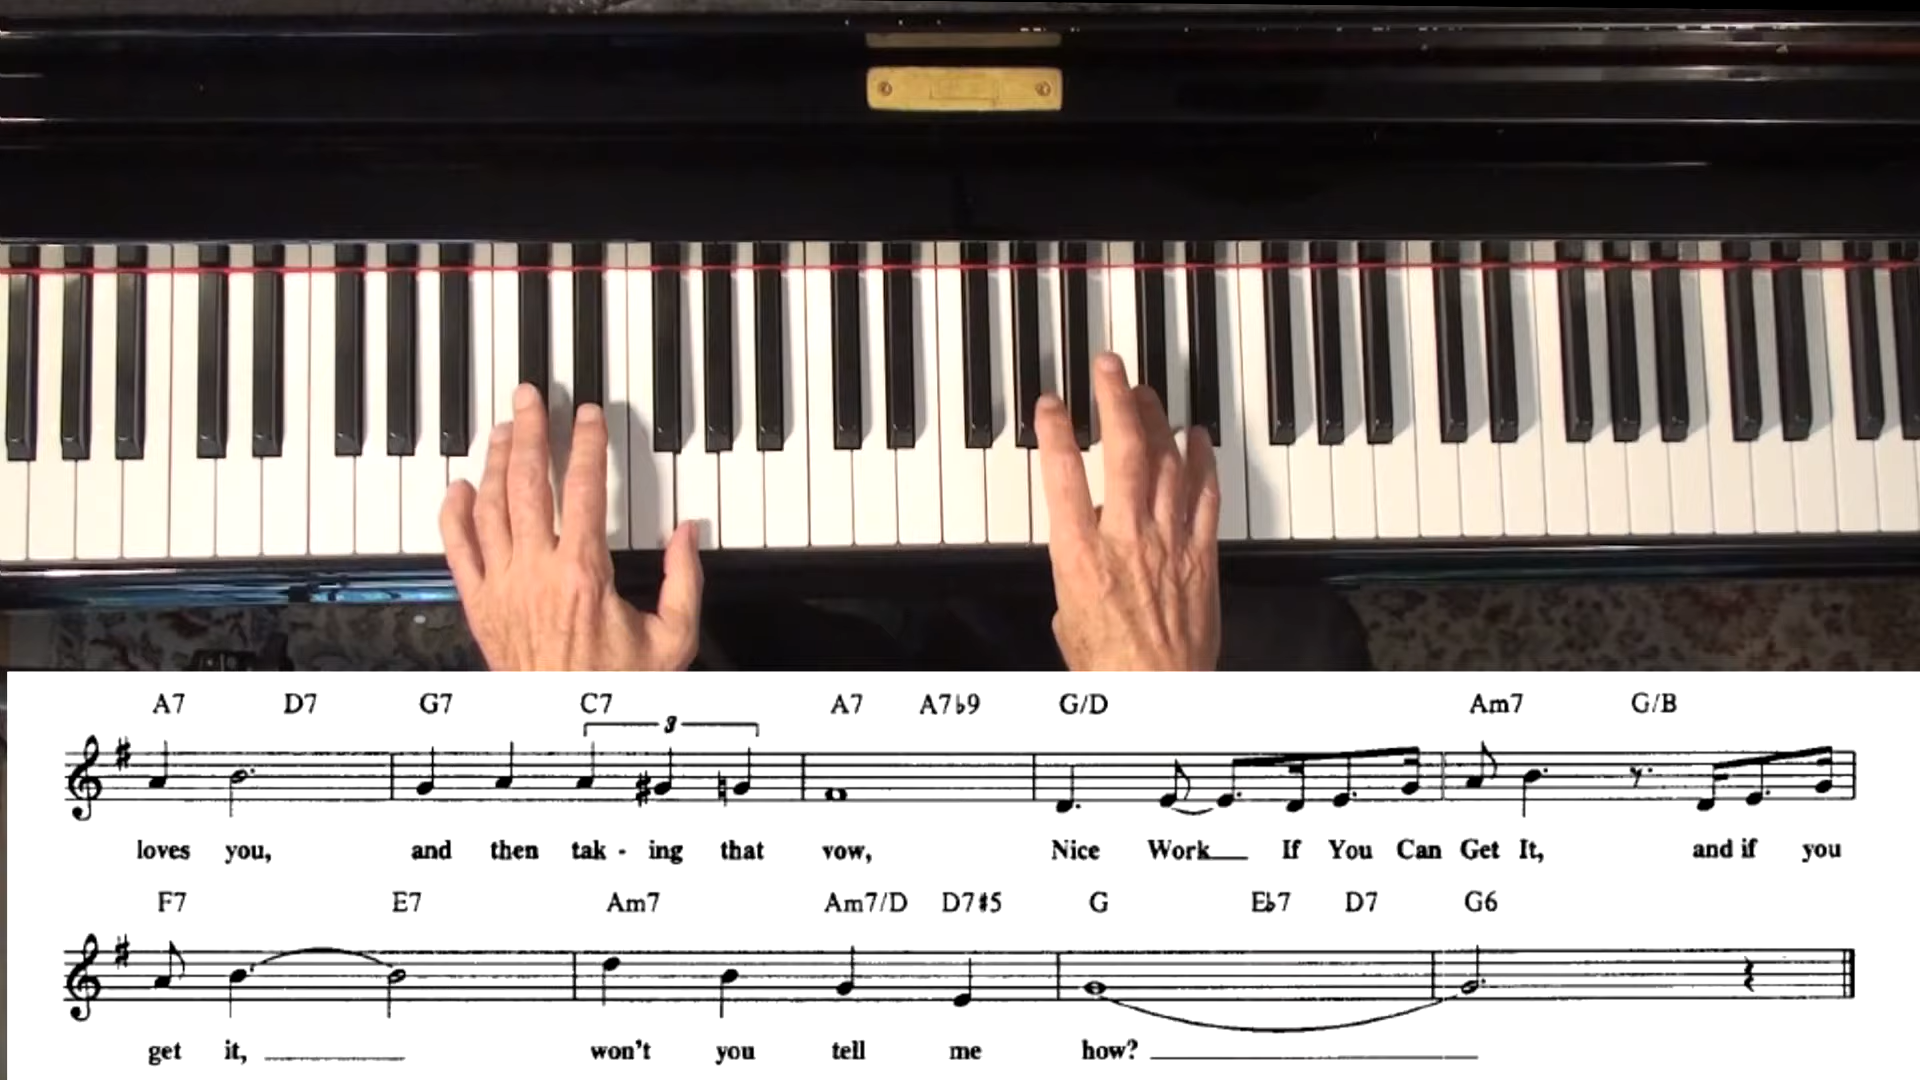 A7 D7 G7 C7 A7 A7♭9 G/D Am7 G/B
3
loves you, and then tak - ing that vow, Nice Work If You Can Get It, and if you
F7 E7 Am7 Am7/D D7#5 G E♭7 D7 G6
get it, won't you tell me how?